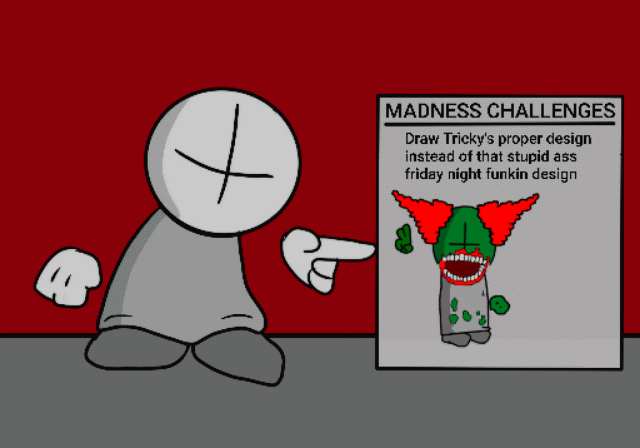 MADNESS CHALLENGES
Draw Tricky's proper design
instead of that stupid ass
friday night funkin design